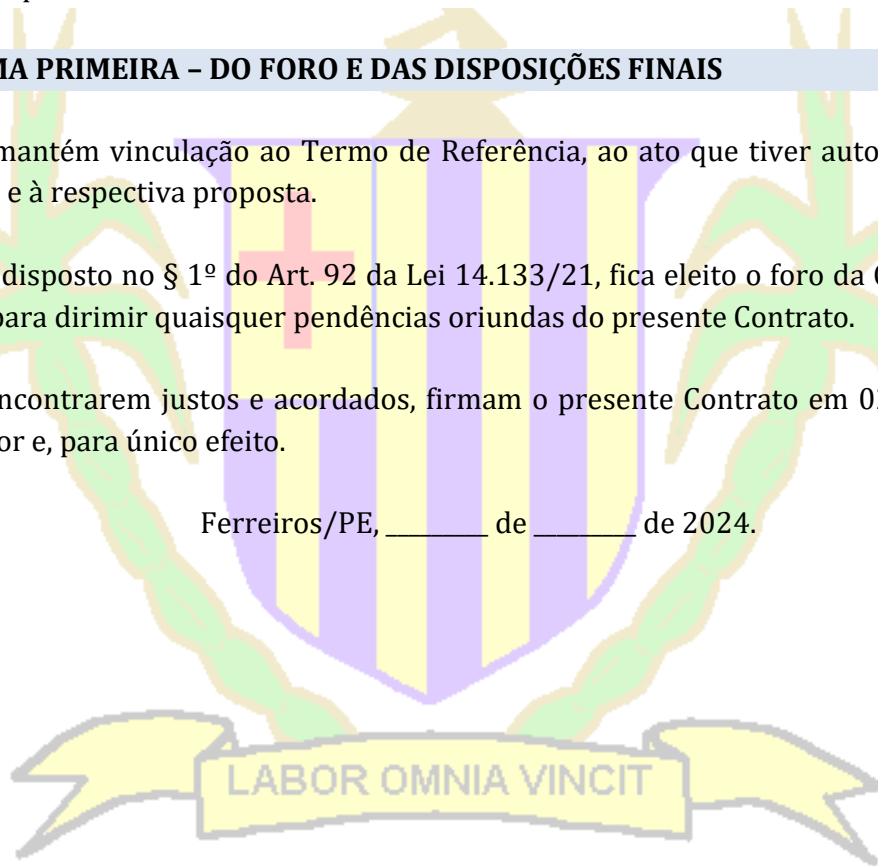 MA PRIMEIRA – DO FORO E DAS DISPOSIÇÕES FINAIS
mantém vinculação ao Termo de Referência, ao ato que tiver auto
e à respectiva proposta.
disposto no § 1º do Art. 92 da Lei 14.133/21, fica eleito o foro da
para dirimir quaisquer pendências oriundas do presente Contrato.
ncontrarem justos e acordados, firmam o presente Contrato em 0
or e, para único efeito.
Ferreiros/PE, _________ de _________ de 2024.
LABOR OMNIA VINCIT